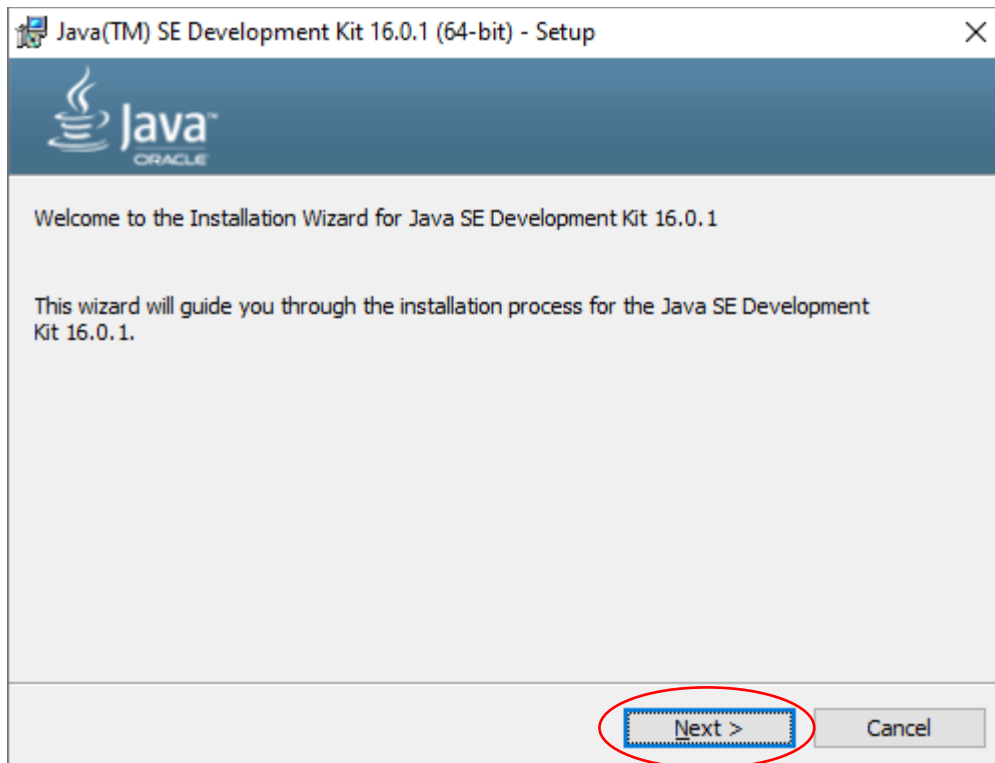 Java(TM) SE Development Kit 16.0.1 (64-bit) - Setup
Java™
ORACLE
Welcome to the Installation Wizard for Java SE Development Kit 16.0.1
This wizard will guide you through the installation process for the Java SE Development
Kit 16.0.1.
Next >
Cancel